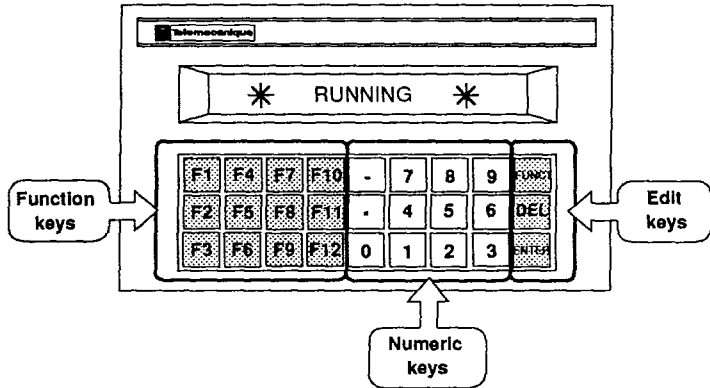 Telemecanique
* RUNNING *
F1 F4 F7 F10 - 7 8 9 FUNCT
F2 F5 F8 F11 . 4 5 6 DEL
F3 F6 F9 F12 0 1 2 3 ENTER
Function
keys
Edit
keys
Numeric
keys